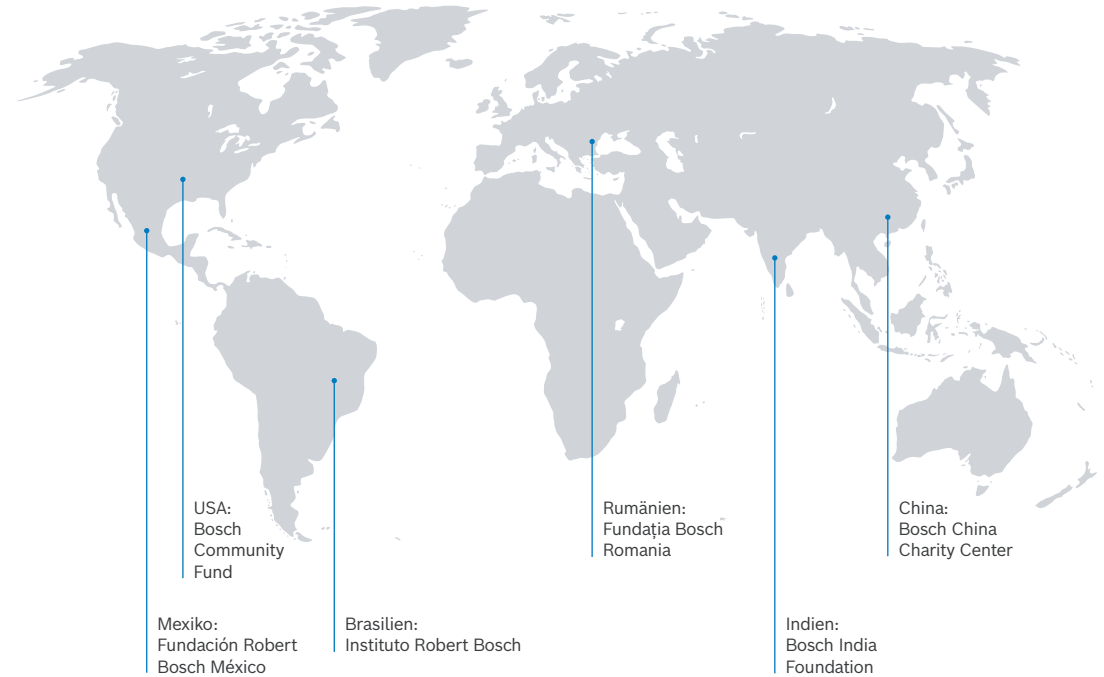 USA:
Bosch
Community
Fund
Rumänien:
Fundația Bosch
Romania
China:
Bosch China
Charity Center
Mexiko:
Fundación Robert
Bosch México
Brasilien:
Instituto Robert Bosch
Indien:
Bosch India
Foundation